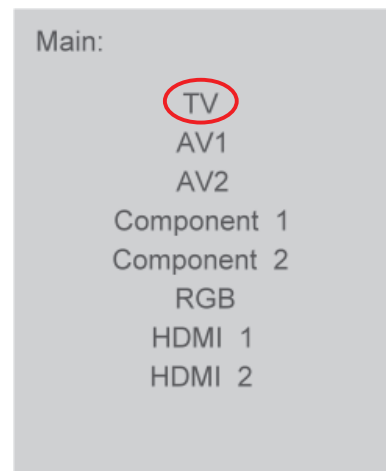 Main:
TV
AV1
AV2
Component 1
Component 2
RGB
HDMI 1
HDMI 2